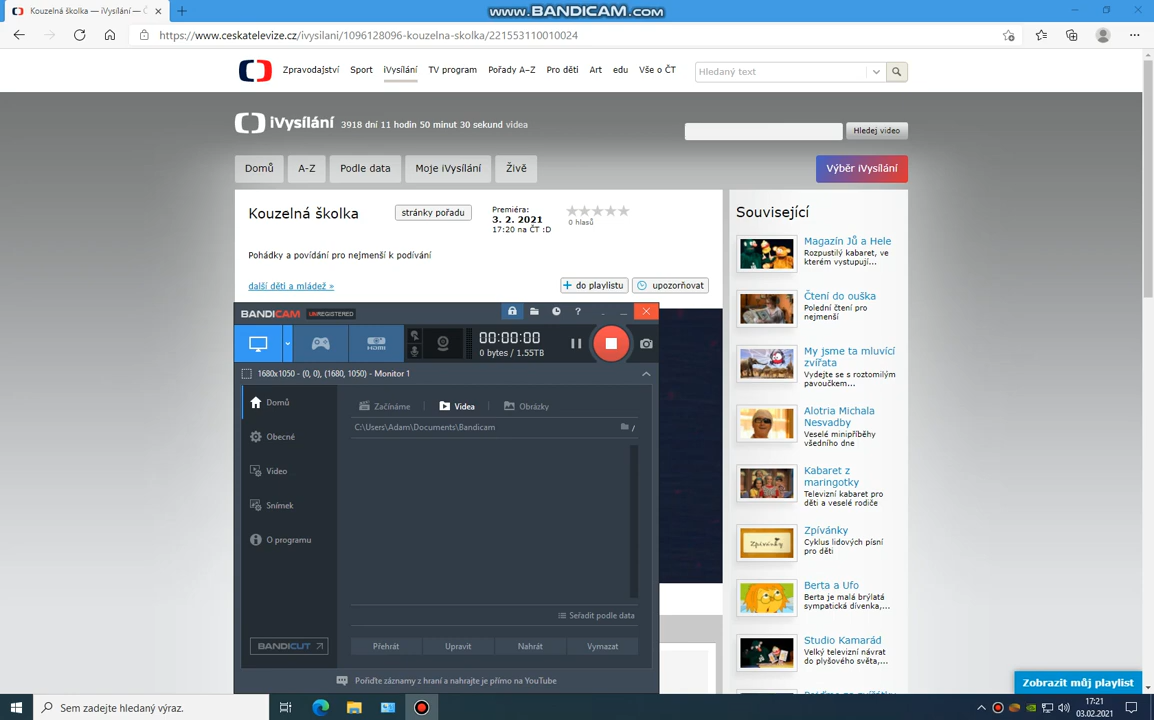 www.BANDICAM.com
Kouzelná školka — iVysílání — Č
https://www.ceskatelevize.cz/ivysilani/1096128096-kouzelna-skolka/221553110010024
Zpravodajství Sport iVysílání TV program Pořady A–Z Pro děti Art edu Vše o ČT
Hledaný text
iVysílání 3918 dní 11 hodin 50 minut 30 sekund videa
Hledej video
Domů A-Z Podle data Moje iVysílání Živě
Výběr iVysílání
Kouzelná školka
stránky pořadu
Premiéra:
3. 2. 2021
17:20 na ČT :D
0 hlasů
Pohádky a povídání pro nejmenší k podívání
další děti a mládež »
+ do playlistu
upozorňovat
Související
Magazín Jů a Hele
Rozpustilý kabaret, ve
kterém vystupují...
Čtení do ouška
Polední čtení pro
nejmenší
My jsme ta mluvící
zvířata
Vydejte se s roztomilým
pavoučkem...
Alotria Michala
Nesvadby
Veselé minipříběhy
všedního dne
Kabaret z
maringotky
Televizní kabaret pro
děti a veselé rodiče
Zpívánky
Zpívánky
Cyklus lidových písní
pro děti
Berta a Ufo
Berta je malá brýlatá
sympatická dívenka,...
Studio Kamarád
Velký televizní návrat
do plyšového světa,...
BANDICAM UNREGISTERED
?
HDMI
00:00:00
0 bytes / 1.55TB
1680x1050 - (0, 0), (1680, 1050) - Monitor 1
Domů
Obecné
Video
Snímek
O programu
BANDICUT
Začínáme
Videa
Obrázky
C:\Users\Adam\Documents\Bandicam
/
Seřadit podle data
Přehrát Upravit Nahrát Vymazat
Pořiďte záznamy z hraní a nahrajte je přímo na YouTube
Zobrazit můj playlist
Sem zadejte hledaný výraz.
17:21
03.02.2021